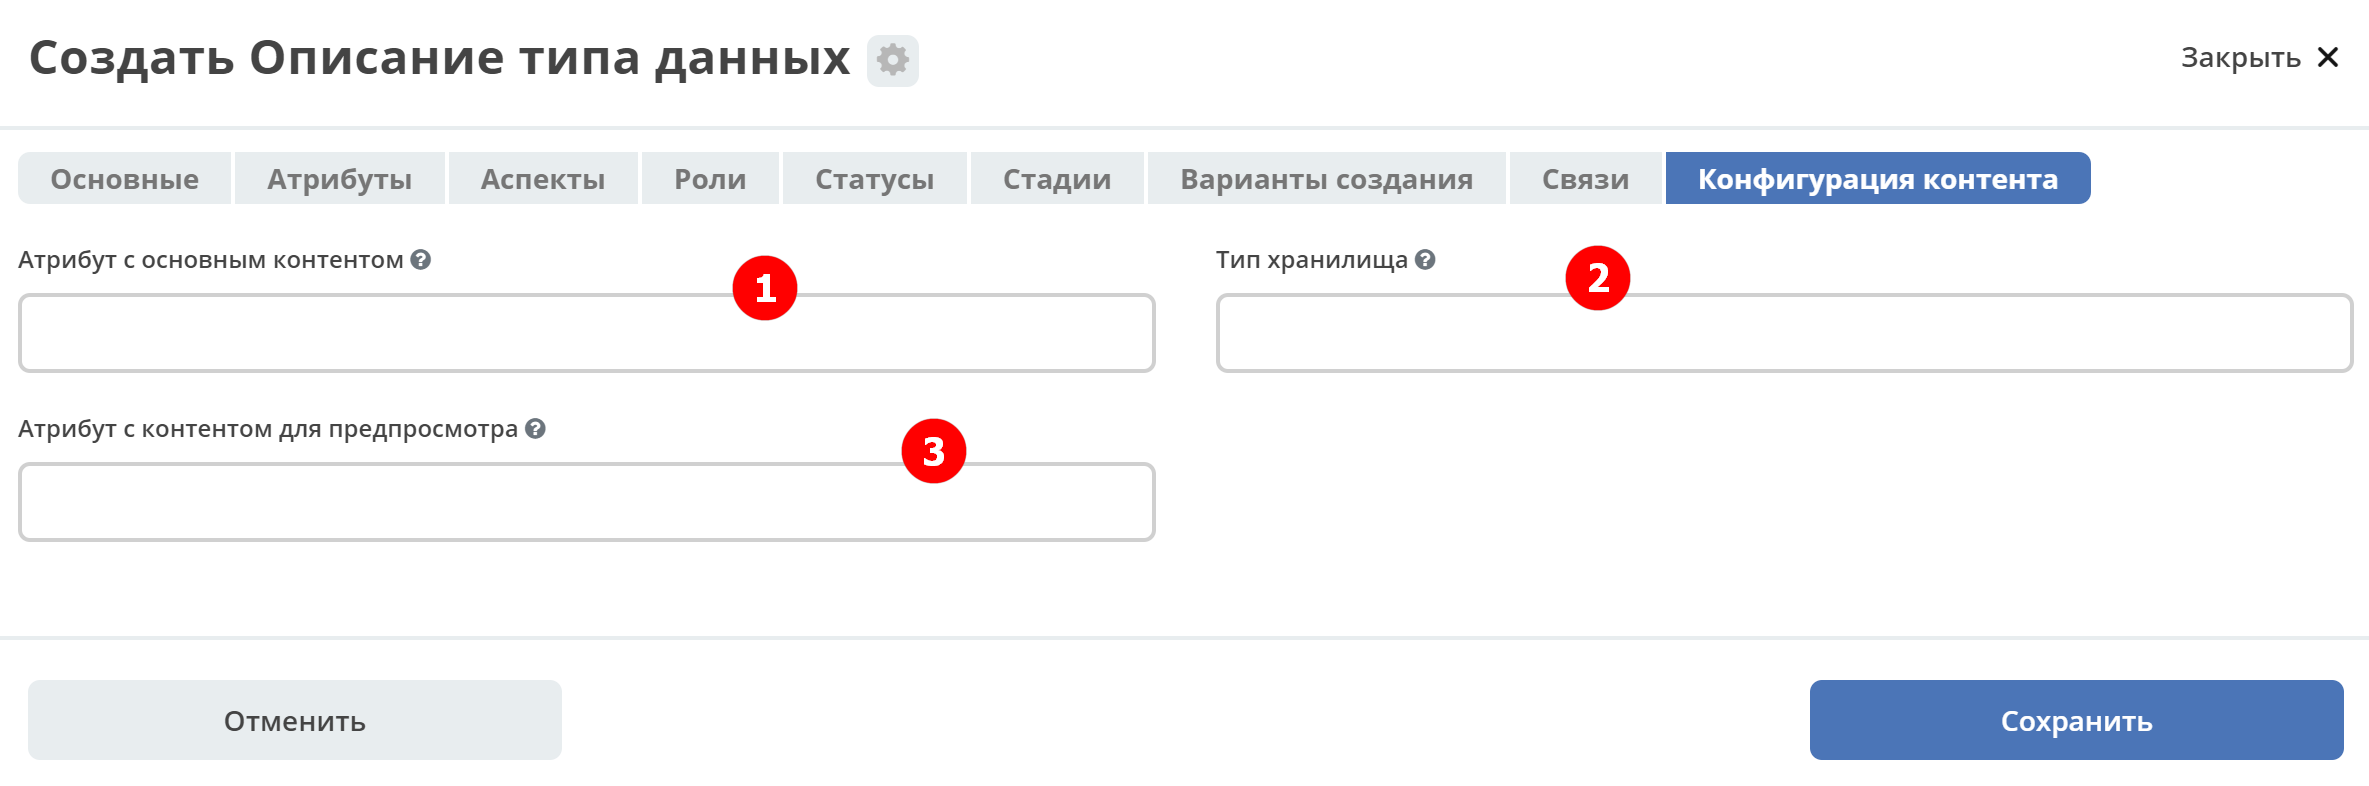 Создать Описание типа данных
Закрыть
Основные Атрибуты Аспекты Роли Статусы Стадии Варианты создания Связи Конфигурация контента
Атрибут с основным контентом ?
1
Тип хранилища ?
2
Атрибут с контентом для предпросмотра ?
3
Отменить
Сохранить